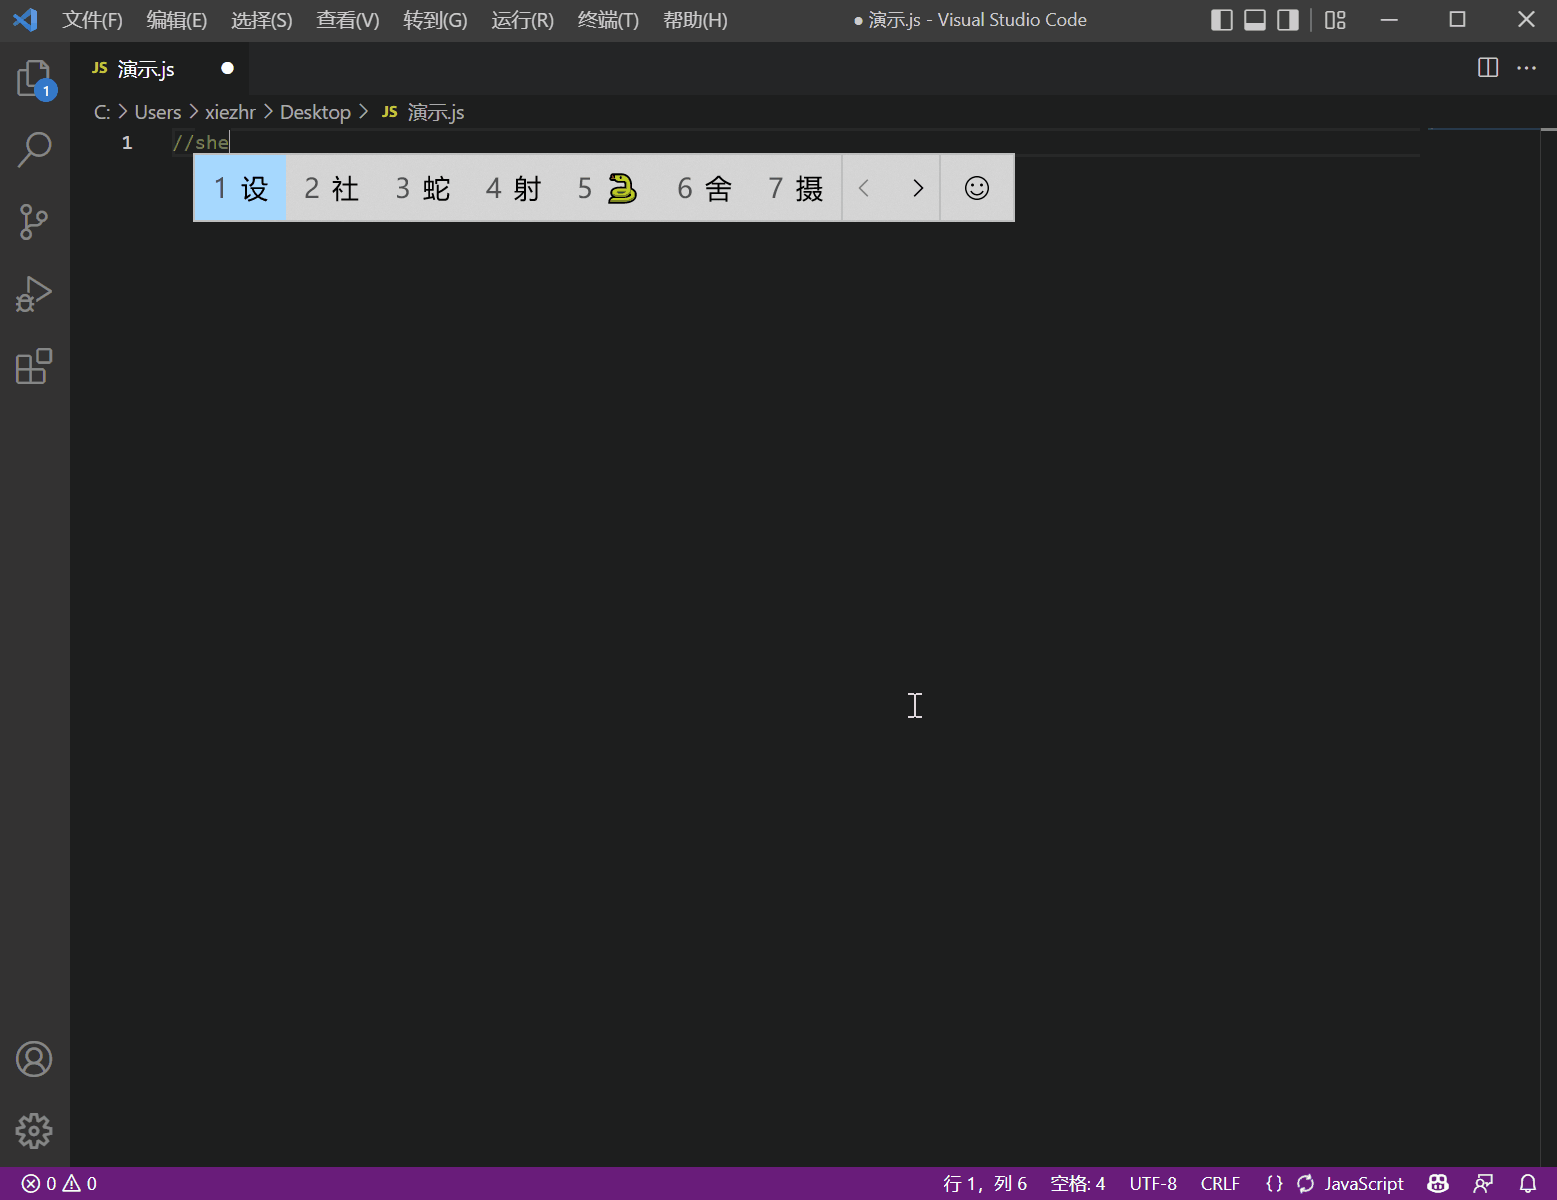 文件(F) 编辑(E) 选择(S) 查看(V) 转到(G) 运行(R) 终端(T) 帮助(H) ● 演示.js - Visual Studio Code
JS 演示.js ●
1
C: > Users > xiezhr > Desktop > JS 演示.js
1 //she
1 设 2 社 3 蛇 4 射 5 🐍 6 舍 7 摄
0 0 行 1，列 6 空格: 4 UTF-8 CRLF {} JavaScript